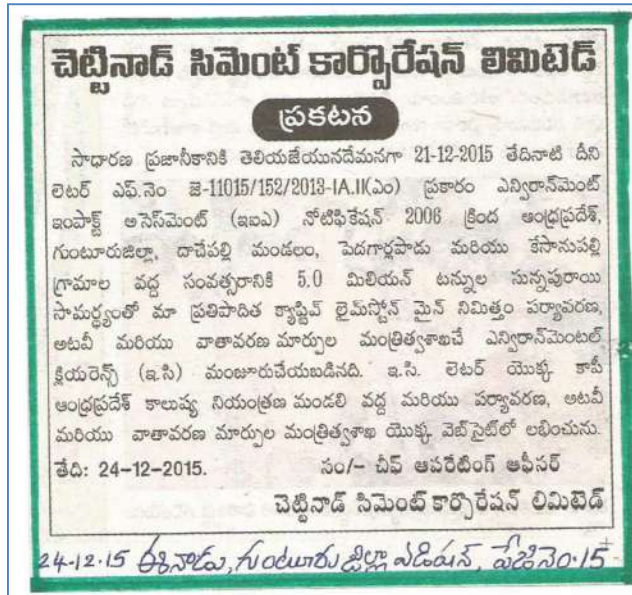 చెట్టినాడ్ సిమెంట్ కార్పొరేషన్ లిమిటెడ్
ప్రకటన
సాధారణ ప్రజానీకానికి తెలియజేయునదేమనగా 21-12-2015 తేదినాటి దీని
లెటర్ ఎఫ్.నెం జె-11015/152/2013-IA.II(ఎం) ప్రకారం ఎన్విరాన్‌మెంట్
ఇంపాక్ట్ అసెస్‌మెంట్ (ఇఐఎ) నోటిఫికేషన్ 2006 క్రింద ఆంధ్రప్రదేశ్,
గుంటూరుజిల్లా, దాచేపల్లి మండలం, పెదగార్లపాడు మరియు కేసానుపల్లి
గ్రామాల వద్ద సంవత్సరానికి 5.0 మిలియన్ టన్నుల సున్నపురాయి
సామర్థ్యంతో మా ప్రతిపాదిత క్యాప్టివ్ లైమ్‌స్టోన్ మైన్ నిమిత్తం పర్యావరణ,
అటవీ మరియు వాతావరణ మార్పుల మంత్రిత్వశాఖచే ఎన్విరాన్‌మెంటల్
క్లియరెన్స్ (ఇ.సి) మంజూరుచేయబడినది. ఇ.సి. లెటర్ యొక్క కాపీ
ఆంధ్రప్రదేశ్ కాలుష్య నియంత్రణ మండలి వద్ద మరియు పర్యావరణ, అటవీ
మరియు వాతావరణ మార్పుల మంత్రిత్వశాఖ యొక్క వెబ్‌సైట్‌లో లభించును.
తేది: 24-12-2015. సం/- చీఫ్ ఆపరేటింగ్ ఆఫీసర్
చెట్టినాడ్ సిమెంట్ కార్పొరేషన్ లిమిటెడ్
24-12-15 ఈనాడు, గుంటూరు జిల్లా ఎడిషన్, పేజినెం-15